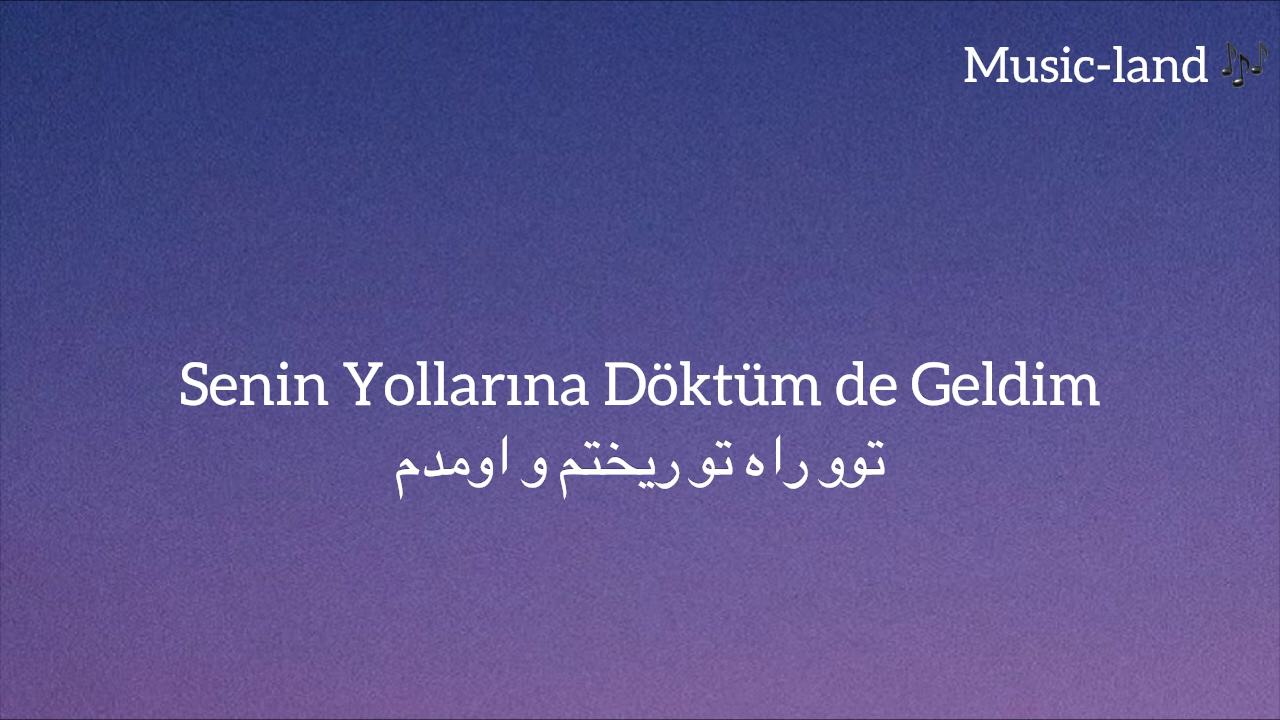 Music-land 🎶
Senin Yollarına Döktüm de Geldim
توو راه تو ریختم و اومدم